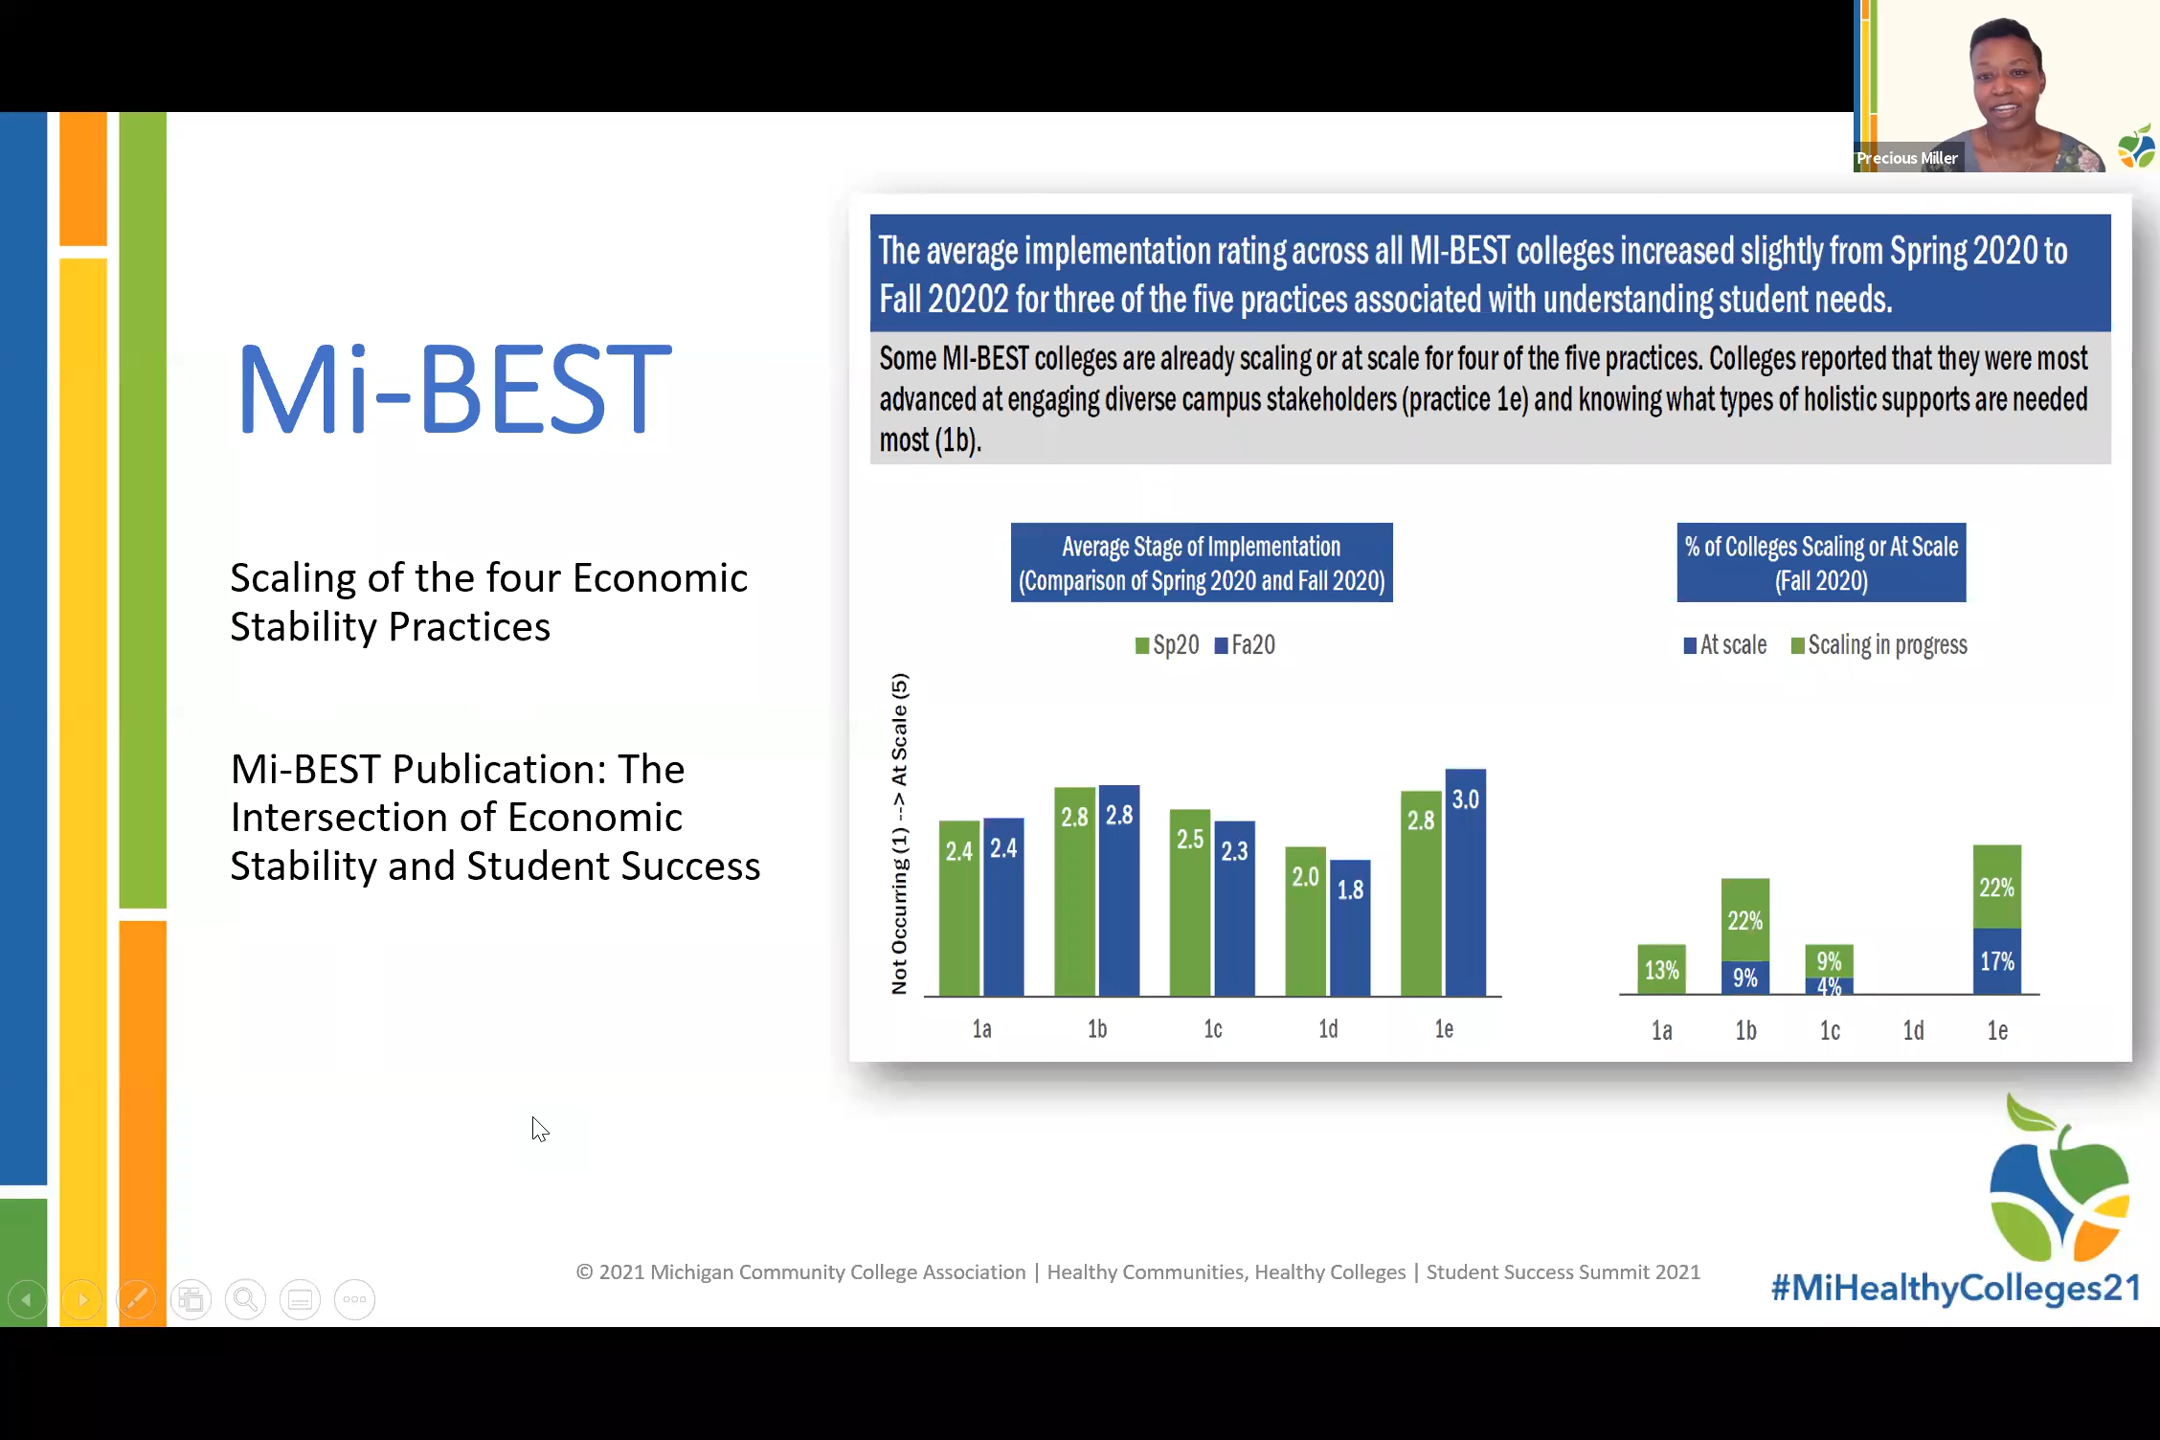 Precious Miller
Mi-BEST
Scaling of the four Economic
Stability Practices
Mi-BEST Publication: The
Intersection of Economic
Stability and Student Success
The average implementation rating across all MI-BEST colleges increased slightly from Spring 2020 to
Fall 20202 for three of the five practices associated with understanding student needs.
Some MI-BEST colleges are already scaling or at scale for four of the five practices. Colleges reported that they were most
advanced at engaging diverse campus stakeholders (practice 1e) and knowing what types of holistic supports are needed
most (1b).
Average Stage of Implementation
(Comparison of Spring 2020 and Fall 2020)
Sp20 Fa20
Not Occurring (1) --> At Scale (5)
2.4 2.4 2.8 2.8 2.5 2.3 2.0 1.8 2.8 3.0
1a 1b 1c 1d 1e
% of Colleges Scaling or At Scale
(Fall 2020)
At scale Scaling in progress
13% 22% 9% 22%
9% 4% 17%
1a 1b 1c 1d 1e
© 2021 Michigan Community College Association | Healthy Communities, Healthy Colleges | Student Success Summit 2021
#MiHealthyColleges21